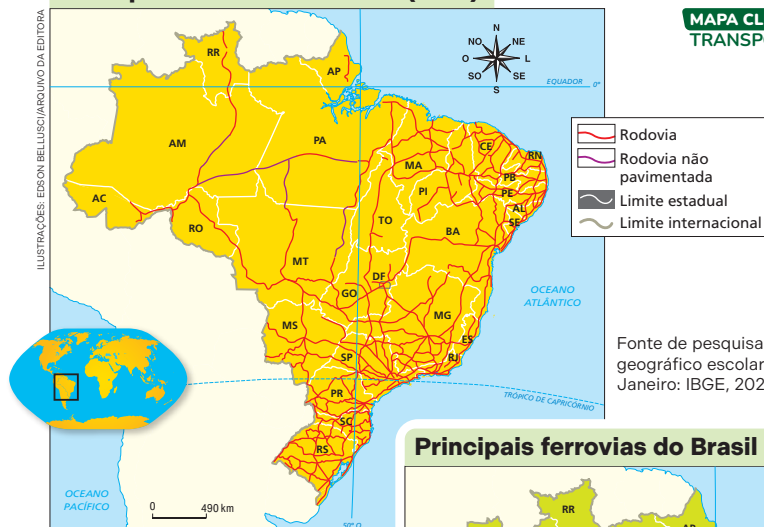 MAPA
TRANSP
ILUSTRAÇÕES: EDSON BELLUSCI/ARQUIVO DA EDITORA
N
NO NE
O L
SO SE
S
EQUADOR 0°
RR
AP
AM
PA
CE
RN
MA
PB
PI
PE
AC
AL
TO
SE
RO
BA
MT
DF
GO
MG
MS
ES
SP
RJ
PR
SC
RS
OCEANO
ATLÂNTICO
TRÓPICO DE CAPRICÓRNIO
OCEANO
PACÍFICO
0 490 km
50° O
Rodovia
Rodovia não
pavimentada
Limite estadual
Limite internacional
Fonte de pesquisa
geográfico escolar
Janeiro: IBGE, 202
Principais ferrovias do Brasil
RR